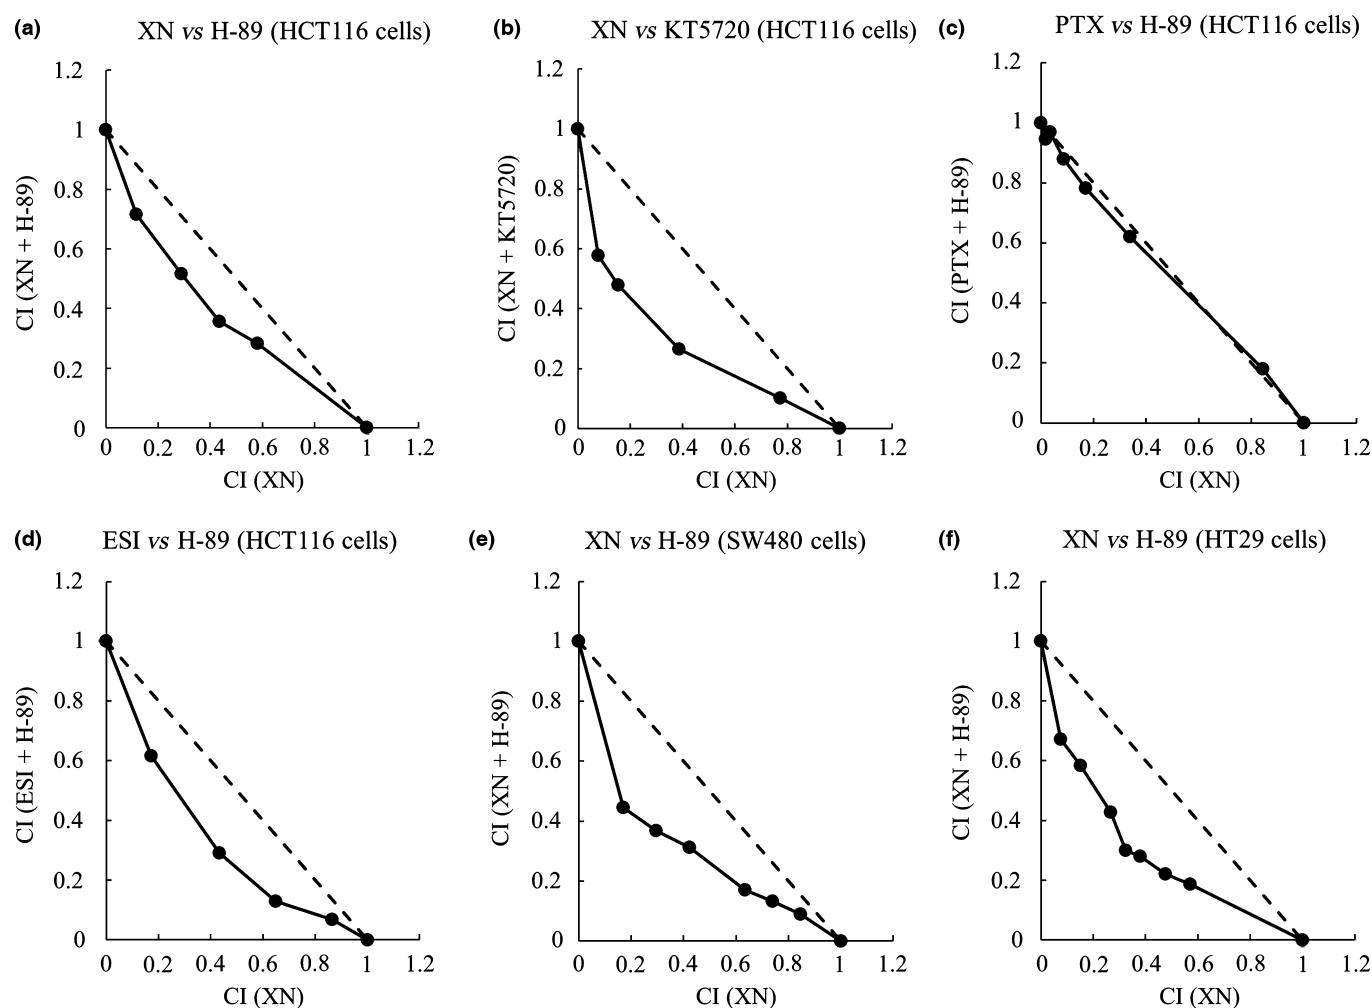 (a) XN vs H-89 (HCT116 cells)
1.2
1
0.8
0.6
0.4
0.2
0
CI (XN + H-89)
0 0.2 0.4 0.6 0.8 1 1.2
CI (XN)
(b) XN vs KT5720 (HCT116 cells)
1.2
1
0.8
0.6
0.4
0.2
0
CI (XN + KT5720)
0 0.2 0.4 0.6 0.8 1 1.2
CI (XN)
(c) PTX vs H-89 (HCT116 cells)
1.2
1
0.8
0.6
0.4
0.2
0
CI (PTX + H-89)
0 0.2 0.4 0.6 0.8 1 1.2
CI (XN)
(d) ESI vs H-89 (HCT116 cells)
1.2
1
0.8
0.6
0.4
0.2
0
CI (ESI + H-89)
0 0.2 0.4 0.6 0.8 1 1.2
CI (XN)
(e) XN vs H-89 (SW480 cells)
1.2
1
0.8
0.6
0.4
0.2
0
CI (XN + H-89)
0 0.2 0.4 0.6 0.8 1 1.2
CI (XN)
(f) XN vs H-89 (HT29 cells)
1.2
1
0.8
0.6
0.4
0.2
0
CI (XN + H-89)
0 0.2 0.4 0.6 0.8 1 1.2
CI (XN)